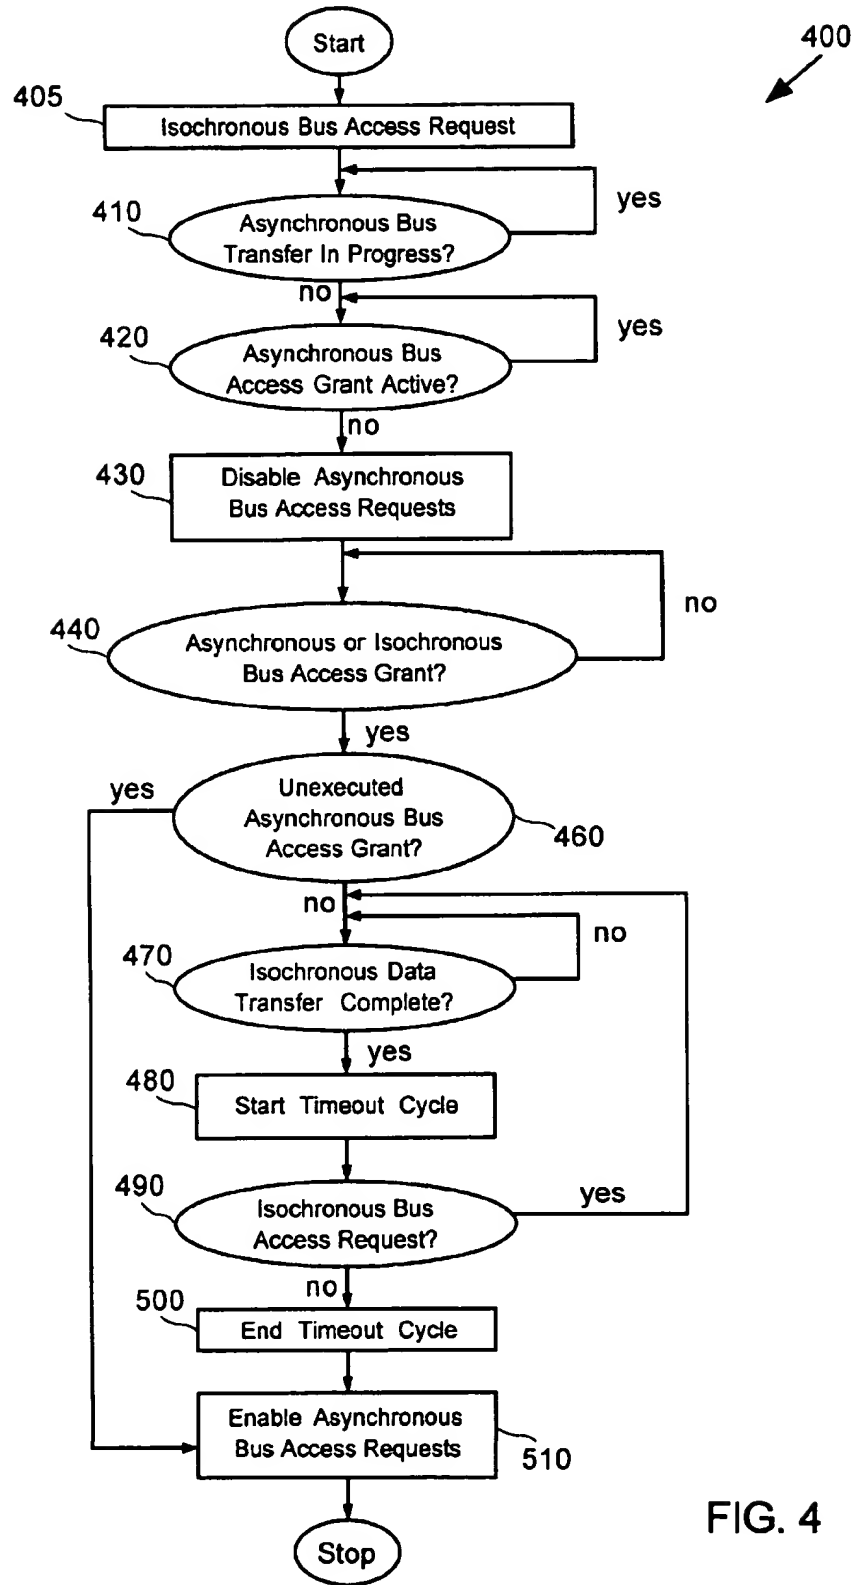 Start
400
405
Isochronous Bus Access Request
yes
410
Asynchronous Bus
Transfer In Progress?
no
yes
420
Asynchronous Bus
Access Grant Active?
no
430
Disable Asynchronous
Bus Access Requests
no
440
Asynchronous or Isochronous
Bus Access Grant?
yes
yes
Unexecuted
Asynchronous Bus
Access Grant?
460
no
no
470
Isochronous Data
Transfer Complete?
yes
480
Start Timeout Cycle
490
Isochronous Bus
Access Request?
yes
no
500
End Timeout Cycle
Enable Asynchronous
Bus Access Requests
510
Stop
FIG. 4